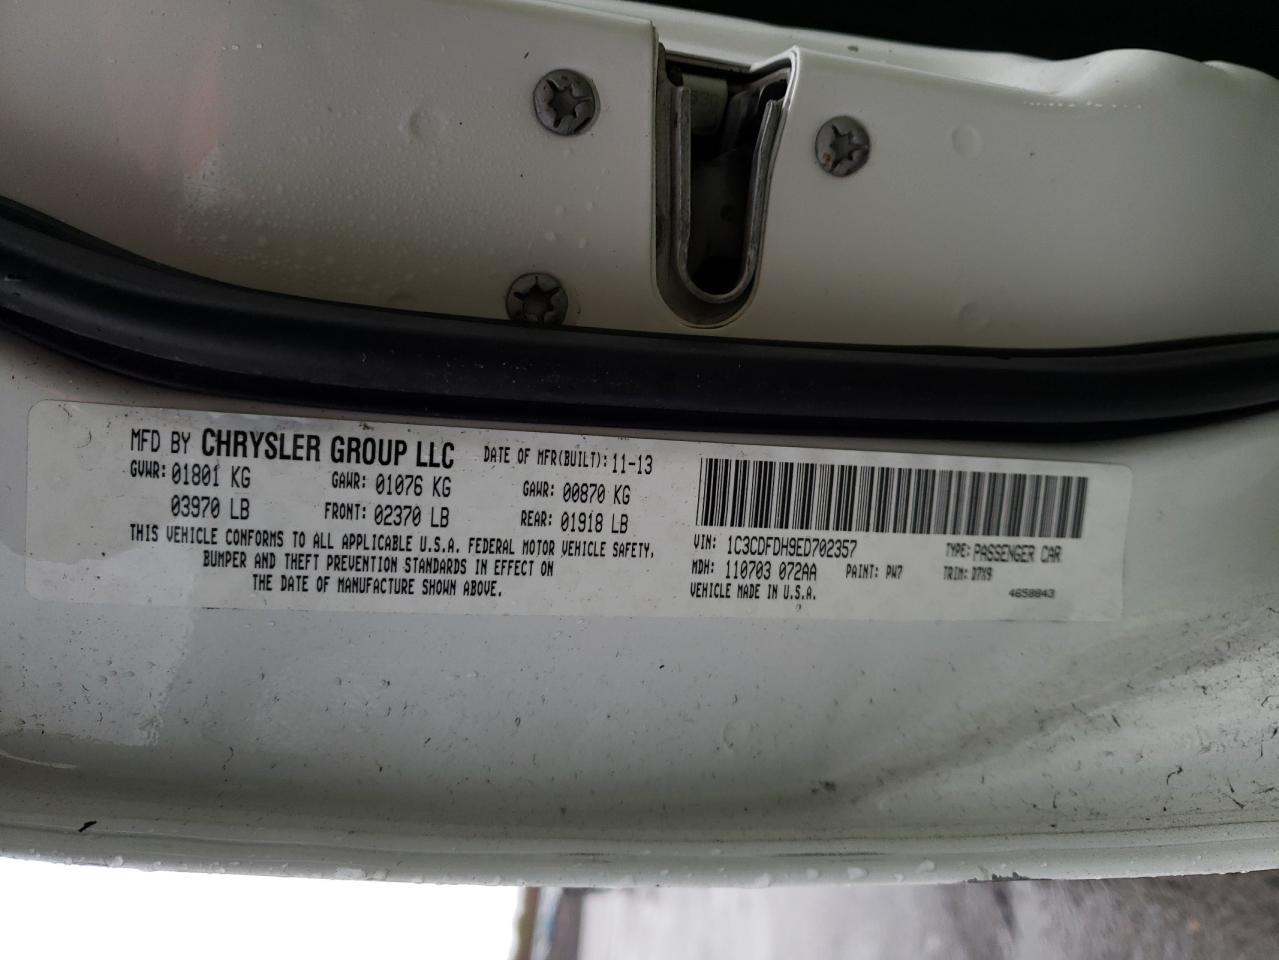 MFD BY CHRYSLER GROUP LLC DATE OF MFR(BUILT): 11-13
GVWR: 01801 KG GAWR: 01076 KG GAWR: 00870 KG
03970 LB FRONT: 02370 LB REAR: 01918 LB
THIS VEHICLE CONFORMS TO ALL APPLICABLE U.S.A. FEDERAL MOTOR VEHICLE SAFETY,
BUMPER AND THEFT PREVENTION STANDARDS IN EFFECT ON
THE DATE OF MANUFACTURE SHOWN ABOVE.
VIN: 1C3CDFDH9ED702357 TYPE: PASSENGER CAR
MDH: 110703 072AA PAINT: PW7 TRIM: D7X9
VEHICLE MADE IN U.S.A. 4658843